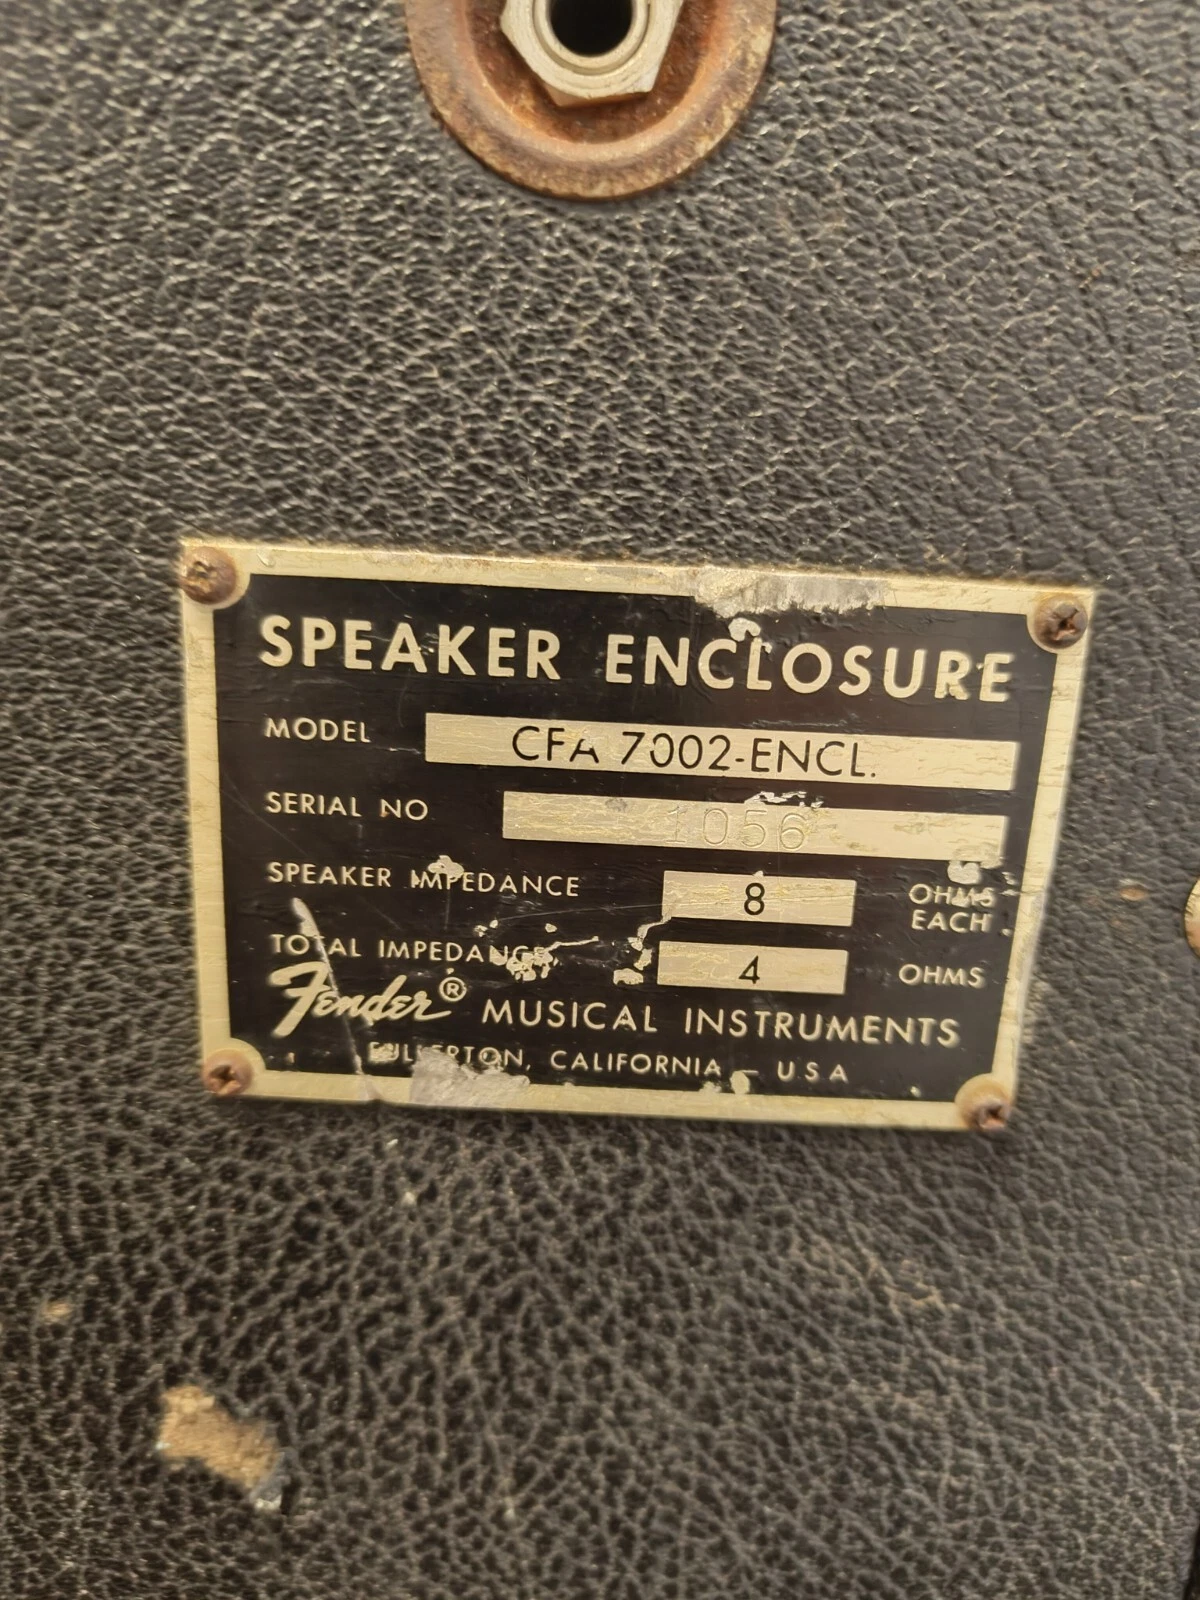 SPEAKER ENCLOSURE
MODEL CFA 7002-ENCL.
SERIAL NO 1056
SPEAKER IMPEDANCE 8 OHMS EACH
TOTAL IMPEDANCE 4 OHMS
Fender® MUSICAL INSTRUMENTS
FULLERTON, CALIFORNIA — USA